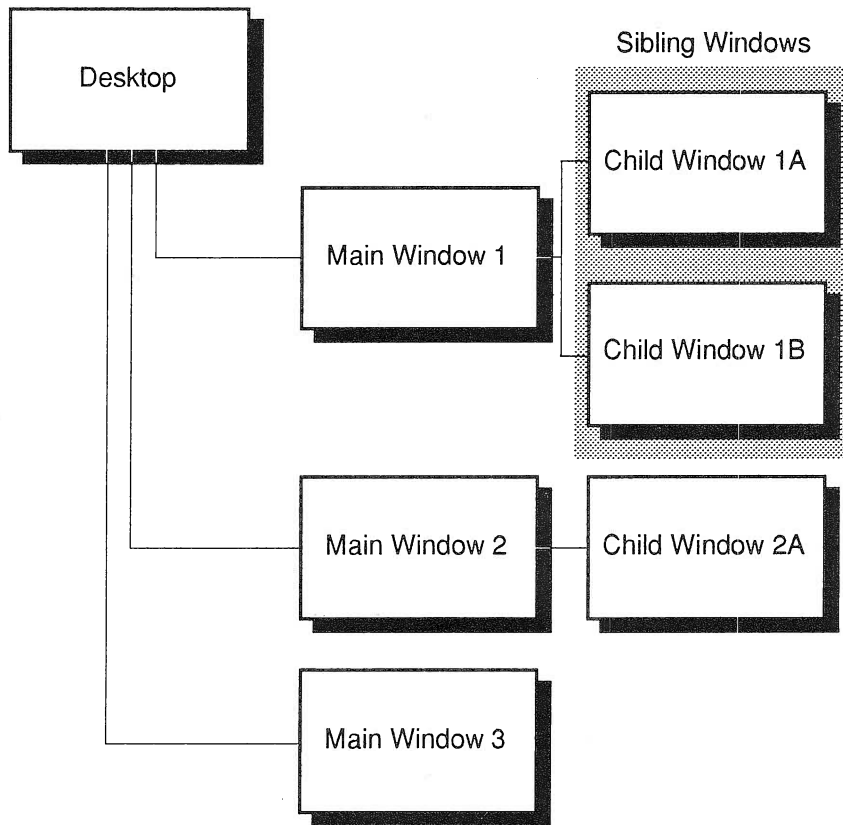 Desktop
Sibling Windows
Child Window 1A
Main Window 1
Child Window 1B
Main Window 2
Child Window 2A
Main Window 3